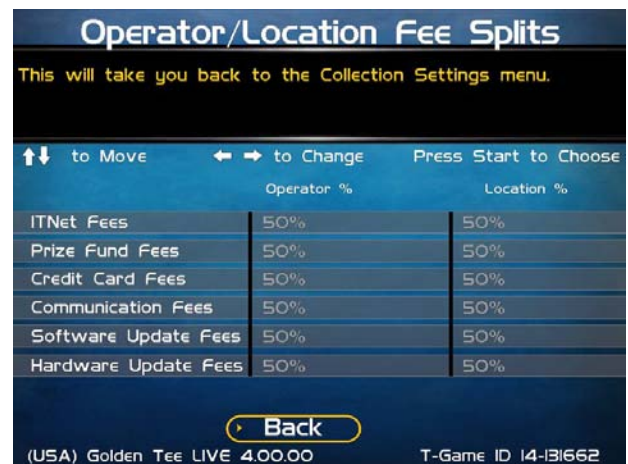 Operator/Location Fee Splits
This will take you back to the Collection Settings menu.
to Move to Change Press Start to Choose
Operator % Location %
ITNet Fees 50% 50%
Prize Fund Fees 50% 50%
Credit Card Fees 50% 50%
Communication Fees 50% 50%
Software Update Fees 50% 50%
Hardware Update Fees 50% 50%
Back
(USA) Golden Tee LIVE 4.00.00 T-Game ID 14-131662